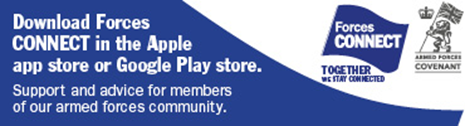 Download Forces
CONNECT in the Apple
app store or Google Play store.
Support and advice for members
of our armed forces community.
Forces
CONNECT
TOGETHER
WE STAY CONNECTED
ARMED FORCES
COVENANT